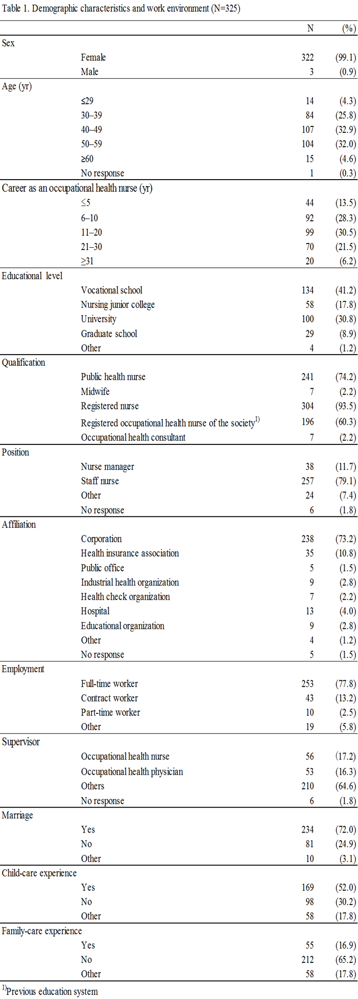 Table 1. Demographic characteristics and work environment (N=325)
N (%)
Sex
Female 322 (99.1)
Male 3 (0.9)
Age (yr)
≤29 14 (4.3)
30–39 84 (25.8)
40–49 107 (32.9)
50–59 104 (32.0)
≥60 15 (4.6)
No response 1 (0.3)
Career as an occupational health nurse (yr)
≤5 44 (13.5)
6–10 92 (28.3)
11–20 99 (30.5)
21–30 70 (21.5)
≥31 20 (6.2)
Educational level
Vocational school 134 (41.2)
Nursing junior college 58 (17.8)
University 100 (30.8)
Graduate school 29 (8.9)
Other 4 (1.2)
Qualification
Public health nurse 241 (74.2)
Midwife 7 (2.2)
Registered nurse 304 (93.5)
Registered occupational health nurse of the society1) 196 (60.3)
Occupational health consultant 7 (2.2)
Position
Nurse manager 38 (11.7)
Staff nurse 257 (79.1)
Other 24 (7.4)
No response 6 (1.8)
Affiliation
Corporation 238 (73.2)
Health insurance association 35 (10.8)
Public office 5 (1.5)
Industrial health organization 9 (2.8)
Health check organization 7 (2.2)
Hospital 13 (4.0)
Educational organization 9 (2.8)
Other 4 (1.2)
No response 5 (1.5)
Employment
Full-time worker 253 (77.8)
Contract worker 43 (13.2)
Part-time worker 10 (2.5)
Other 19 (5.8)
Supervisor
Occupational health nurse 56 (17.2)
Occupational health physician 53 (16.3)
Others 210 (64.6)
No response 6 (1.8)
Marriage
Yes 234 (72.0)
No 81 (24.9)
Other 10 (3.1)
Child-care experience
Yes 169 (52.0)
No 98 (30.2)
Other 58 (17.8)
Family-care experience
Yes 55 (16.9)
No 212 (65.2)
Other 58 (17.8)
1)Previous education system